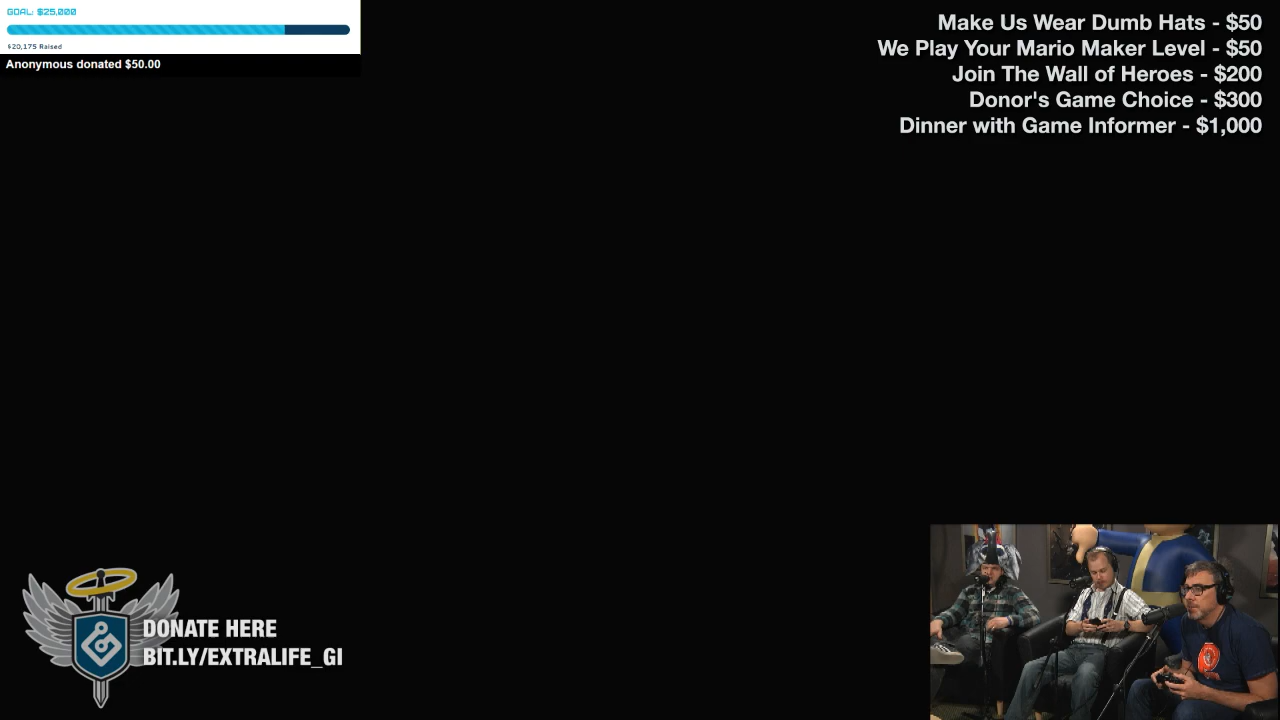 GOAL: $25,000
$20,175 Raised
Anonymous donated $50.00
Make Us Wear Dumb Hats - $50
We Play Your Mario Maker Level - $50
Join The Wall of Heroes - $200
Donor's Game Choice - $300
Dinner with Game Informer - $1,000
DONATE HERE
BIT.LY/EXTRALIFE_GI